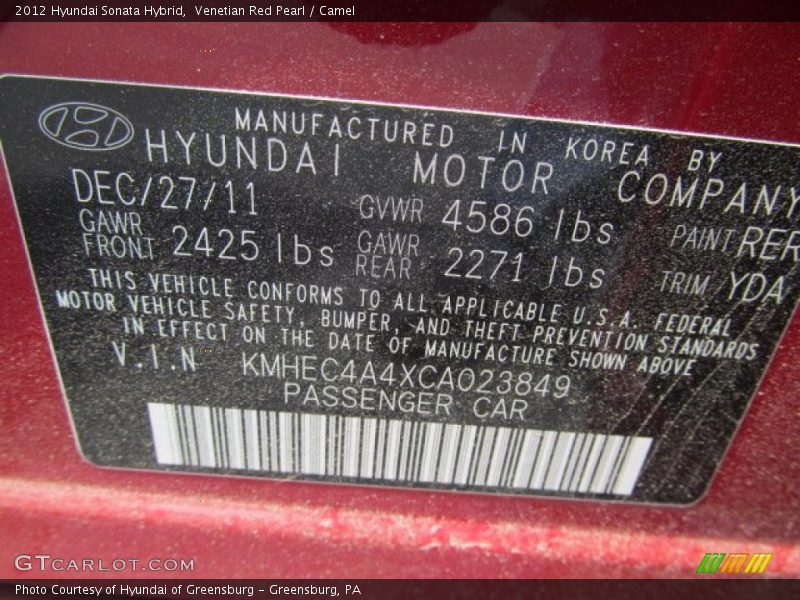 2012 Hyundai Sonata Hybrid,  Venetian Red Pearl / Camel
MANUFACTURED IN KOREA BY
HYUNDAI MOTOR COMPANY
DEC/27/11 GVWR 4586 lbs PAINT RER
GAWR FRONT 2425 lbs GAWR REAR 2271 lbs TRIM YDA
THIS VEHICLE CONFORMS TO ALL APPLICABLE U.S.A. FEDERAL
MOTOR VEHICLE SAFETY, BUMPER, AND THEFT PREVENTION STANDARDS
IN EFFECT ON THE DATE OF MANUFACTURE SHOWN ABOVE
V.I.N KMHEC4A4XCA023849
PASSENGER CAR
GTCARLOT.COM
Photo Courtesy of Hyundai of Greensburg – Greensburg, PA